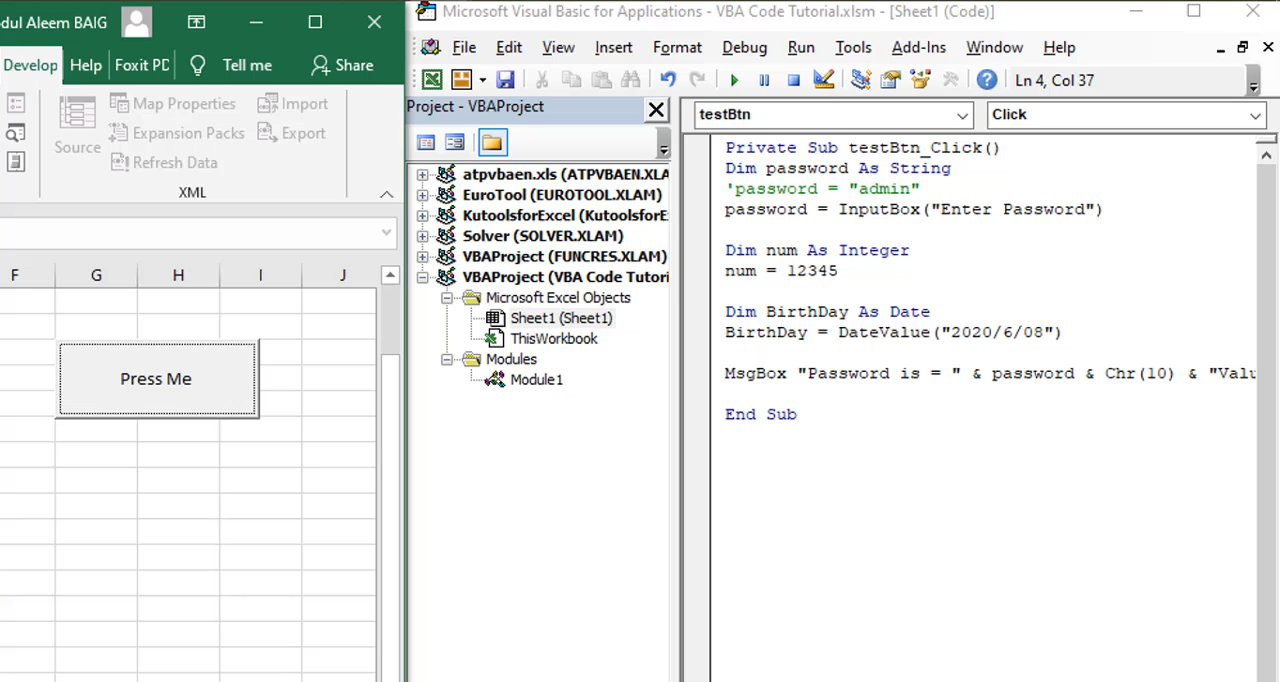 dul Aleem BAIG
Develop Help Foxit PD Tell me Share
Source
Map Properties
Expansion Packs
Refresh Data
Import
Export
XML
F G H I J
Press Me
Microsoft Visual Basic for Applications - VBA Code Tutorial.xlsm - [Sheet1 (Code)]
File Edit View Insert Format Debug Run Tools Add-Ins Window Help
Ln 4, Col 37
Project - VBAProject
atpvbaen.xls (ATPVBAEN.XLA
EuroTool (EUROTOOL.XLAM)
KutoolsforExcel (KutoolsforE
Solver (SOLVER.XLAM)
VBAProject (FUNCRES.XLAM)
VBAProject (VBA Code Tutori
Microsoft Excel Objects
Sheet1 (Sheet1)
ThisWorkbook
Modules
Module1
testBtn
Click
Private Sub testBtn_Click()
Dim password As String
'password = "admin"
password = InputBox("Enter Password")
Dim num As Integer
num = 12345
Dim BirthDay As Date
BirthDay = DateValue("2020/6/08")
MsgBox "Password is = " & password & Chr(10) & "Valu
End Sub